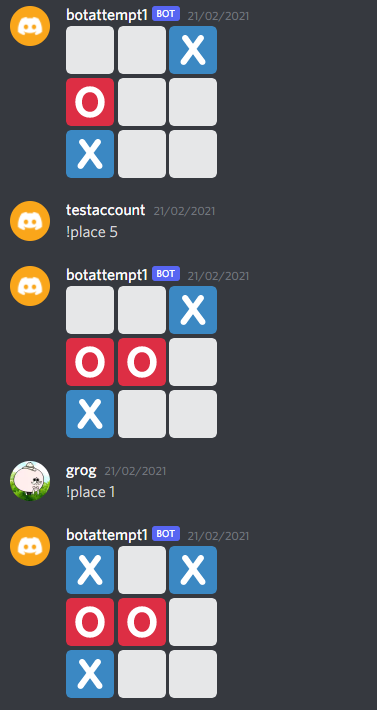 botattempt1 BOT 21/02/2021
X
O
X
testaccount 21/02/2021
!place 5
botattempt1 BOT 21/02/2021
X
O O
X
grog 21/02/2021
!place 1
botattempt1 BOT 21/02/2021
X X
O O
X